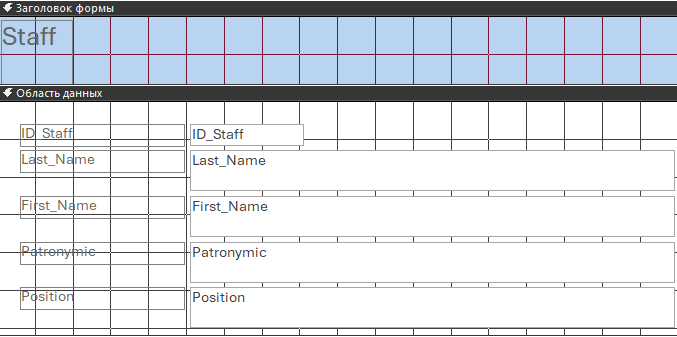 Заголовок формы
Staff
Область данных
ID_Staff ID_Staff
Last_Name Last_Name
First_Name First_Name
Patronymic Patronymic
Position Position